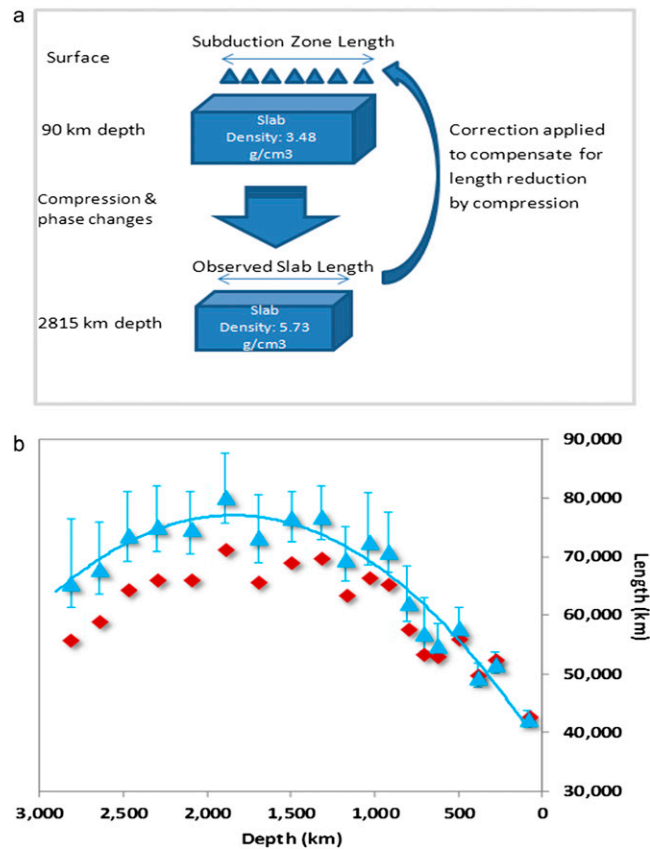 a
Subduction Zone Length
Surface
90 km depth
Slab
Density: 3.48
g/cm3
Correction applied
to compensate for
length reduction
by compression
Compression &
phase changes
Observed Slab Length
2815 km depth
Slab
Density: 5.73
g/cm3
b
90,000
80,000
70,000
60,000
50,000
40,000
30,000
Length (km)
3,000 2,500 2,000 1,500 1,000 500 0
Depth (km)